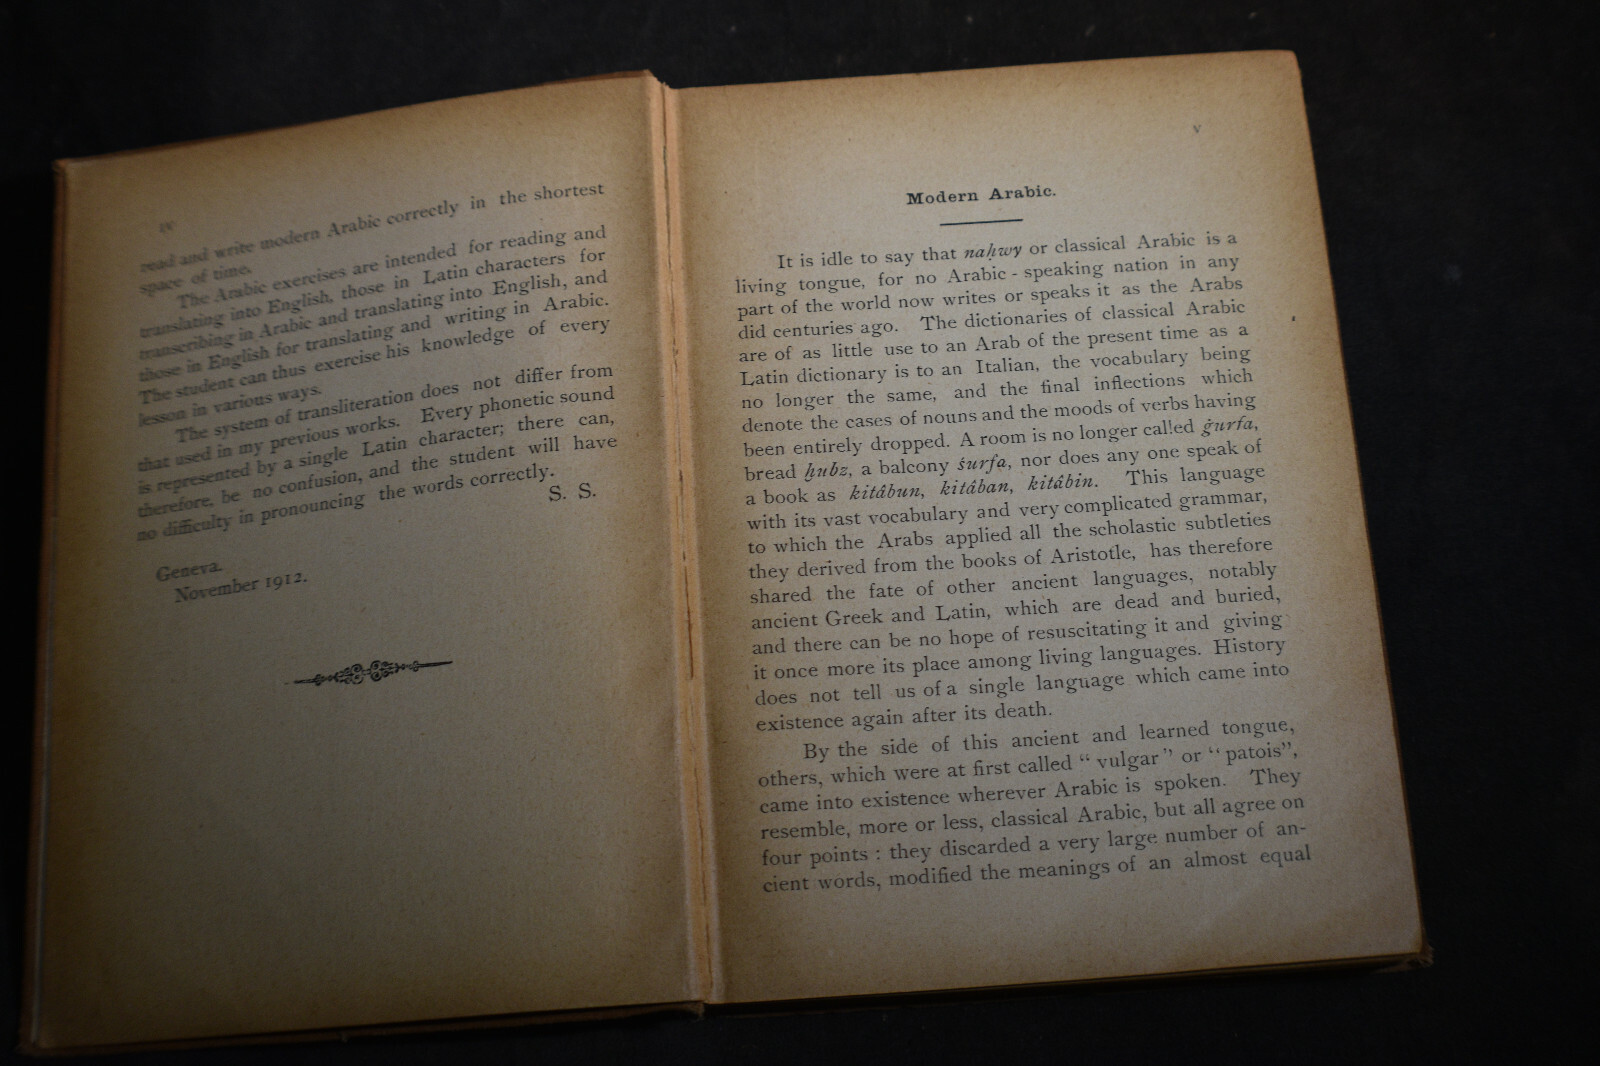 iv
read and write modern Arabic correctly in the shortest
space of time.
The Arabic exercises are intended for reading and
translating into English, those in Latin characters for
transcribing in Arabic and translating into English, and
those in English for translating and writing in Arabic.
The student can thus exercise his knowledge of every
lesson in various ways.
The system of transliteration does not differ from
that used in my previous works. Every phonetic sound
is represented by a single Latin character; there can,
therefore, be no confusion, and the student will have
no difficulty in pronouncing the words correctly.
S. S.
Geneva.
November 1912.
v
Modern Arabic.
It is idle to say that naḥwy or classical Arabic is a
living tongue, for no Arabic-speaking nation in any
part of the world now writes or speaks it as the Arabs
did centuries ago. The dictionaries of classical Arabic
are of as little use to an Arab of the present time as a
Latin dictionary is to an Italian, the vocabulary being
no longer the same, and the final inflections which
denote the cases of nouns and the moods of verbs having
been entirely dropped. A room is no longer called ġurfa,
bread ḫubz, a balcony śurfa, nor does any one speak of
a book as kitâbun, kitâban, kitâbin. This language
with its vast vocabulary and very complicated grammar,
to which the Arabs applied all the scholastic subtleties
they derived from the books of Aristotle, has therefore
shared the fate of other ancient languages, notably
ancient Greek and Latin, which are dead and buried,
and there can be no hope of resuscitating it and giving
it once more its place among living languages. History
does not tell us of a single language which came into
existence again after its death.
By the side of this ancient and learned tongue,
others, which were at first called “ vulgar ” or “ patois”,
came into existence wherever Arabic is spoken. They
resemble, more or less, classical Arabic, but all agree on
four points : they discarded a very large number of an-
cient words, modified the meanings of an almost equal